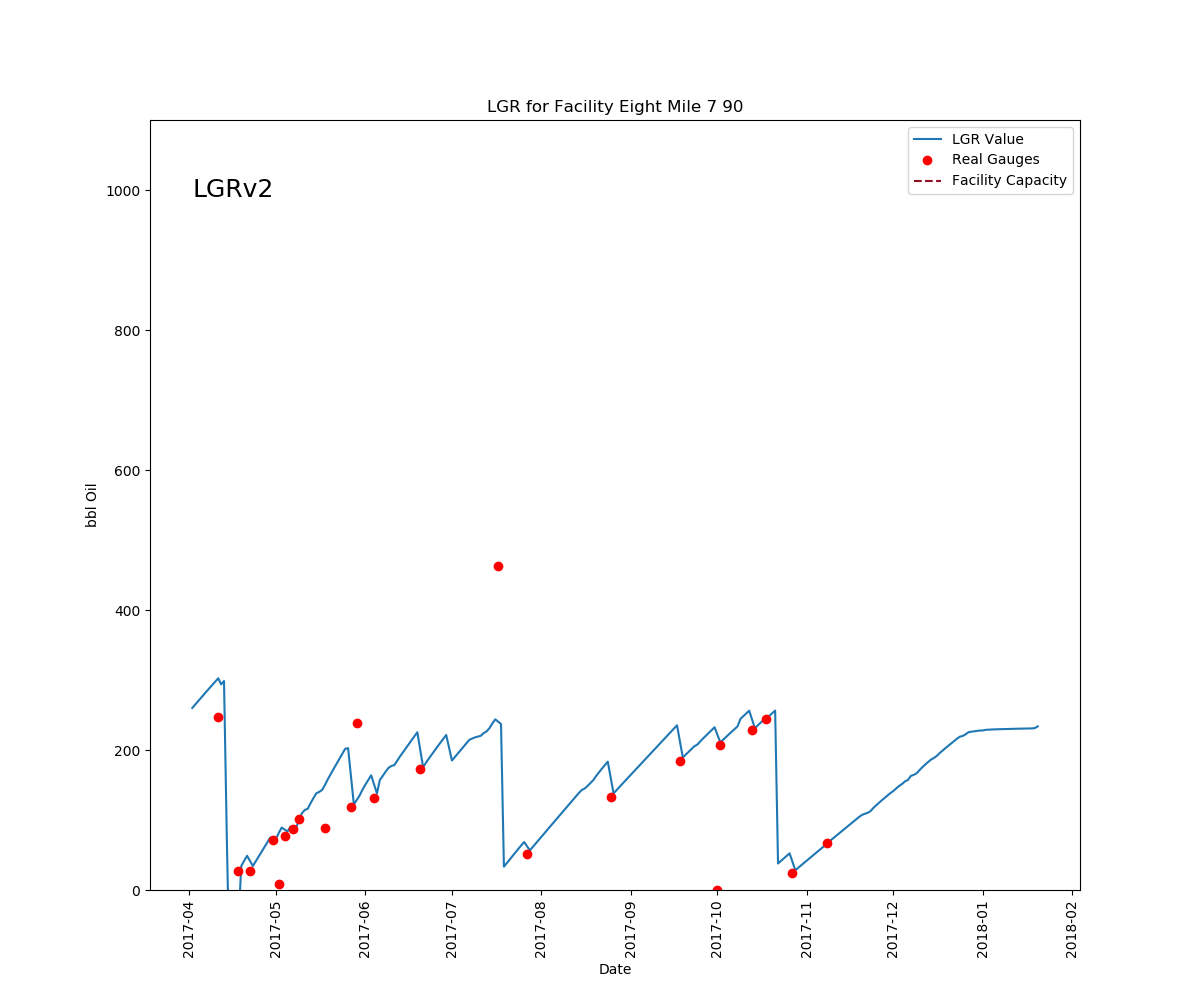 LGR for Facility Eight Mile 7 90
LGRv2
LGR Value
Real Gauges
Facility Capacity
bbl Oil
1000
800
600
400
200
0
2017-04
2017-05
2017-06
2017-07
2017-08
2017-09
2017-10
2017-11
2017-12
2018-01
2018-02
Date